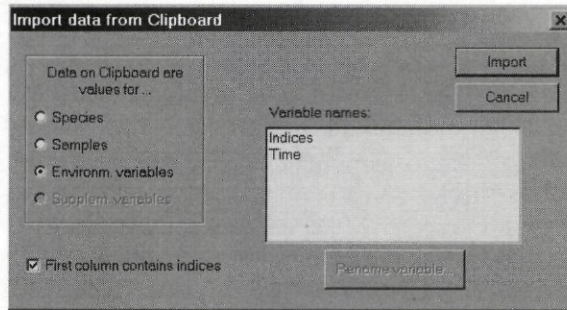 Import data from Clipboard
Data on Clipboard are
values for...
Species
Samples
Environm. variables
Supplem. variables
First column contains indices
Import
Cancel
Variable names:
Indices
Time
Rename variable...